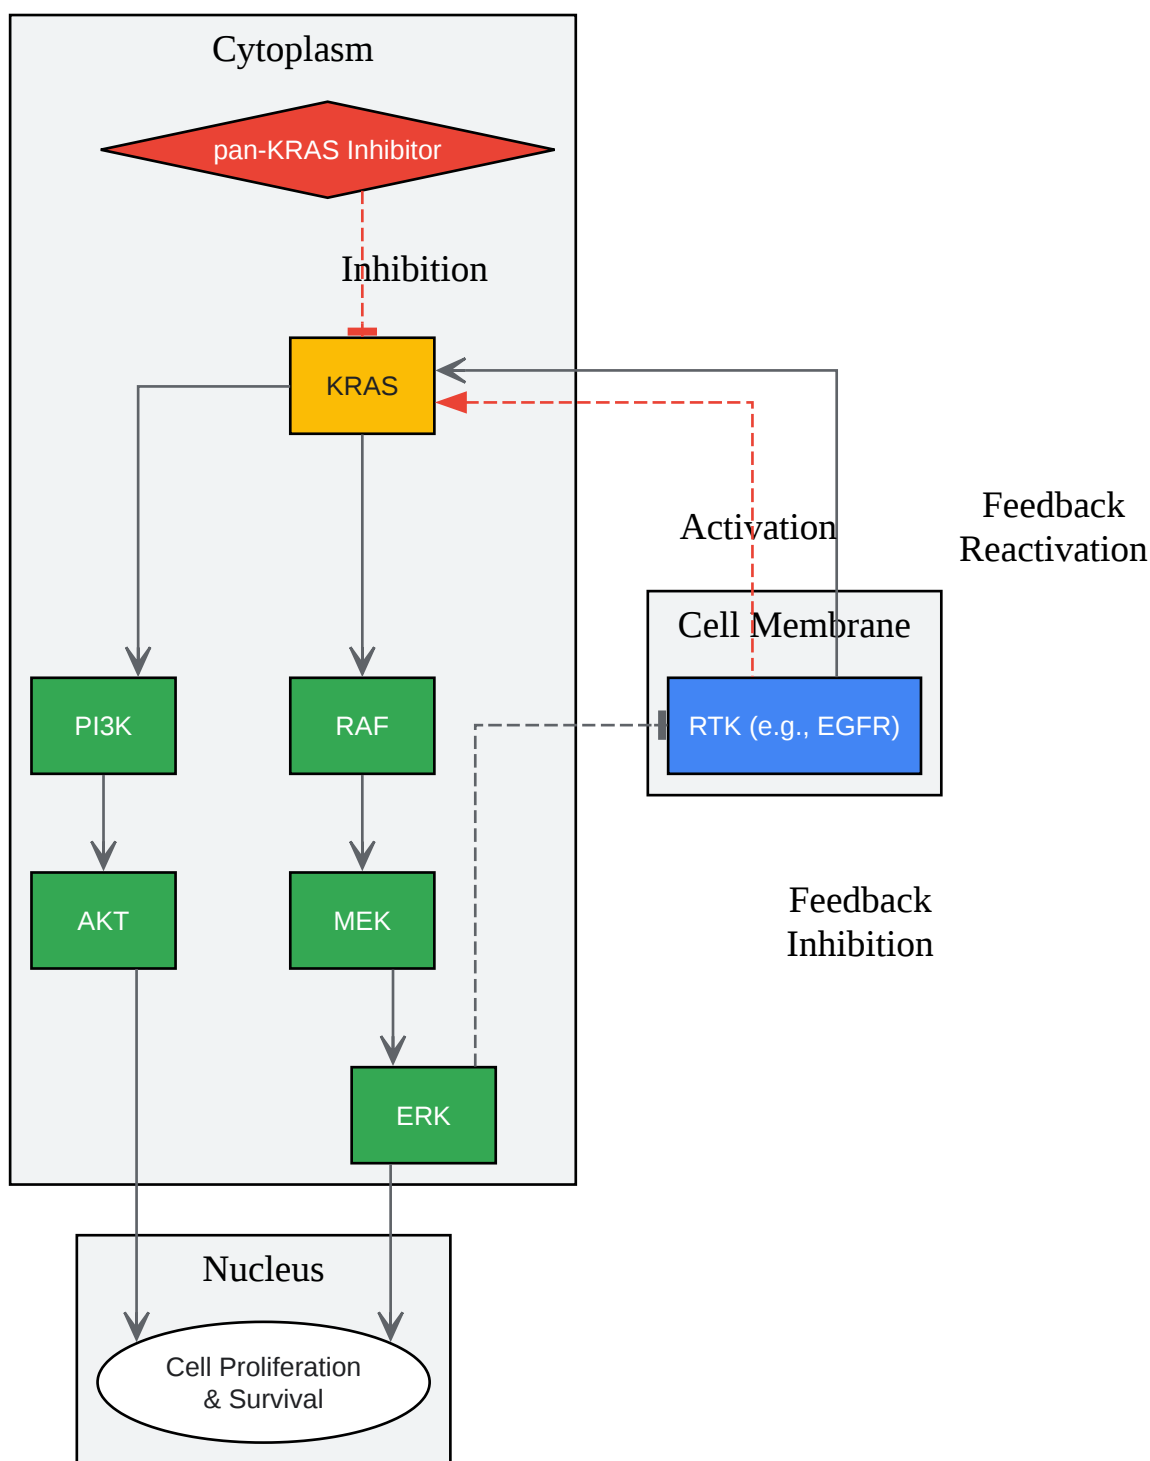 Cytoplasm
pan-KRAS Inhibitor
Inhibition
KRAS
Activation
Feedback
Reactivation
Cell Membrane
PI3K
RAF
RTK (e.g., EGFR)
AKT
MEK
Feedback
Inhibition
ERK
Nucleus
Cell Proliferation
& Survival